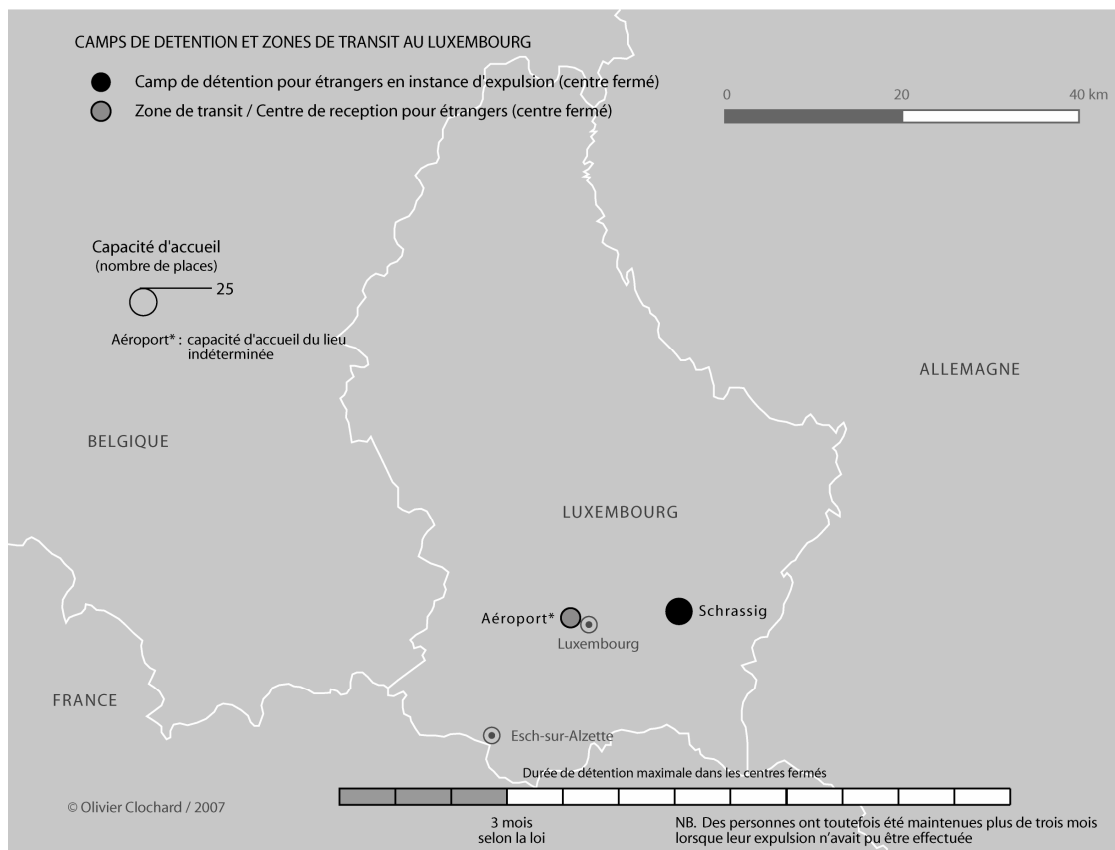 CAMPS DE DETENTION ET ZONES DE TRANSIT AU LUXEMBOURG
Camp de détention pour étrangers en instance d'expulsion (centre fermé)
Zone de transit / Centre de reception pour étrangers (centre fermé)
0 20 40 km
Capacité d'accueil
(nombre de places)
25
Aéroport* : capacité d'accueil du lieu
indéterminée
ALLEMAGNE
BELGIQUE
LUXEMBOURG
Aéroport*
Schrassig
Luxembourg
FRANCE
Esch-sur-Alzette
Durée de détention maximale dans les centres fermés
© Olivier Clochard / 2007
3 mois
selon la loi
NB. Des personnes ont toutefois été maintenues plus de trois mois
lorsque leur expulsion n'avait pu être effectuée